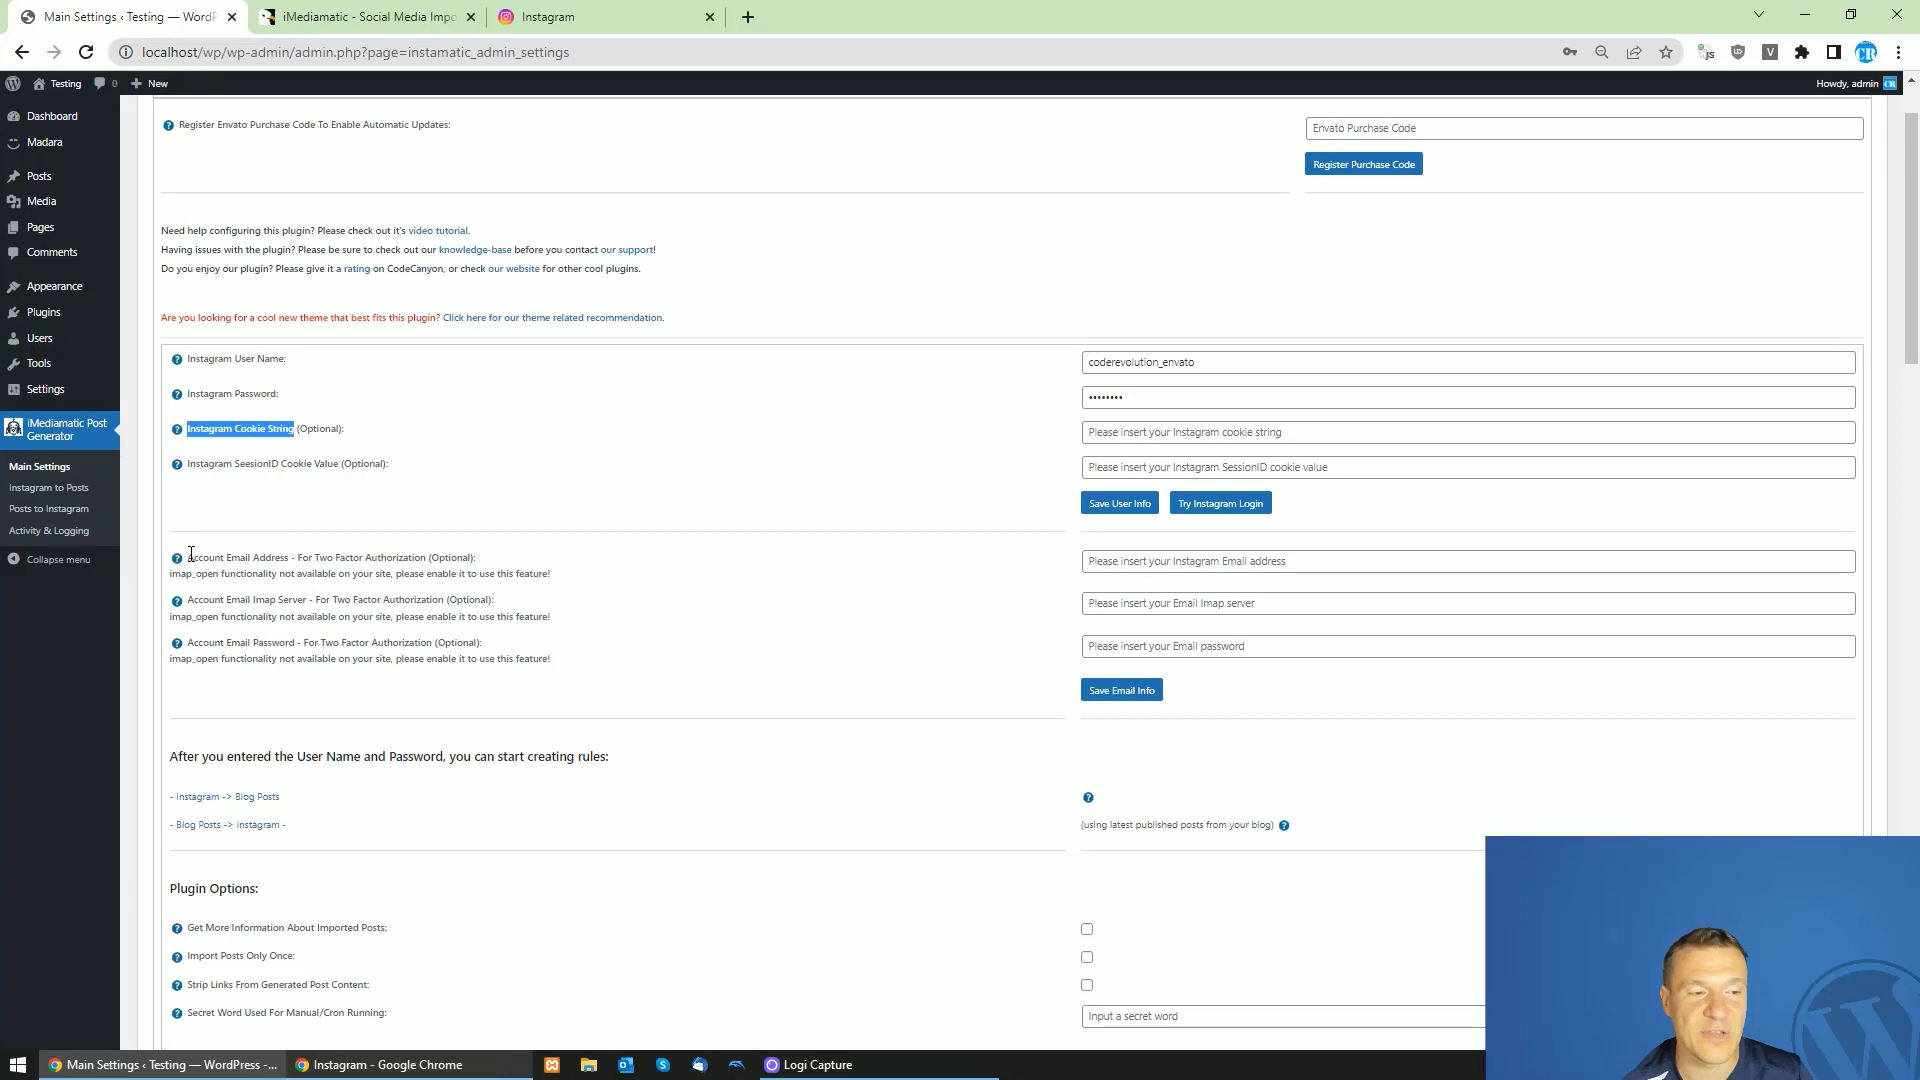 Main Settings ‹ Testing — WordP
iMediamatic - Social Media Impo
Instagram
localhost/wp/wp-admin/admin.php?page=instamatic_admin_settings
Testing
0
New
Howdy, admin
Dashboard
Madara
Posts
Media
Pages
Comments
Appearance
Plugins
Users
Tools
Settings
iMediamatic Post
Generator
Main Settings
Instagram to Posts
Posts to Instagram
Activity & Logging
Collapse menu
Register Envato Purchase Code To Enable Automatic Updates:
Envato Purchase Code
Register Purchase Code
Need help configuring this plugin? Please check out it's video tutorial.
Having issues with the plugin? Please be sure to check out our knowledge-base before you contact our support!
Do you enjoy our plugin? Please give it a rating on CodeCanyon, or check our website for other cool plugins.
Are you looking for a cool new theme that best fits this plugin? Click here for our theme related recommendation.
Instagram User Name:
coderevolution_envato
Instagram Password:
••••••••
Instagram Cookie String (Optional):
Please insert your Instagram cookie string
Instagram SeesionID Cookie Value (Optional):
Please insert your Instagram SessionID cookie value
Save User Info
Try Instagram Login
Account Email Address - For Two Factor Authorization (Optional):
imap_open functionality not available on your site, please enable it to use this feature!
Please insert your Instagram Email address
Account Email Imap Server - For Two Factor Authorization (Optional):
imap_open functionality not available on your site, please enable it to use this feature!
Please insert your Email Imap server
Account Email Password - For Two Factor Authorization (Optional):
imap_open functionality not available on your site, please enable it to use this feature!
Please insert your Email password
Save Email Info
After you entered the User Name and Password, you can start creating rules:
- Instagram -> Blog Posts
- Blog Posts -> Instagram -
(using latest published posts from your blog)
Plugin Options:
Get More Information About Imported Posts:
Import Posts Only Once:
Strip Links From Generated Post Content:
Secret Word Used For Manual/Cron Running:
Input a secret word
Main Settings ‹ Testing — WordPress -...
Instagram - Google Chrome
Logi Capture